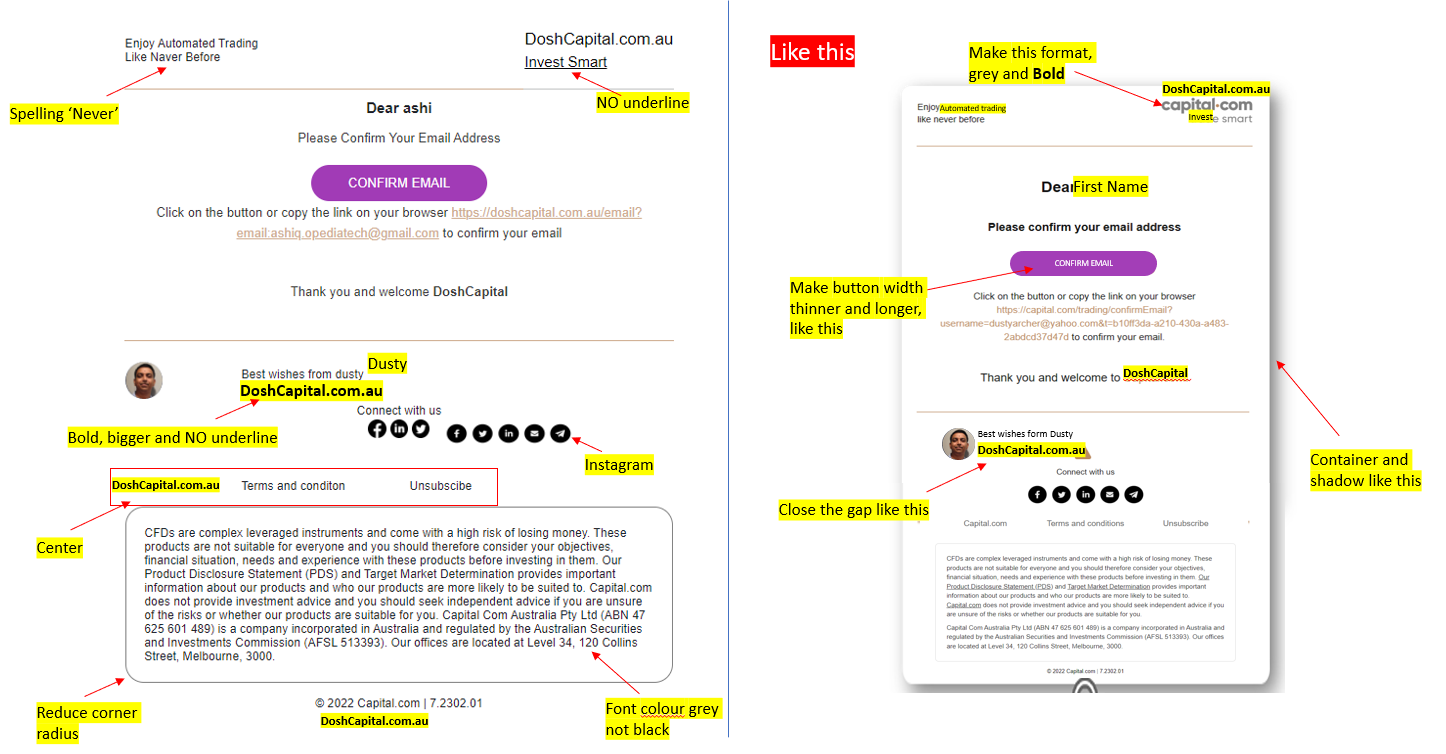 Enjoy Automated Trading
Like Naver Before
DoshCapital.com.au
Invest Smart
Spelling ‘Never’
NO underline
Dear ashi
Please Confirm Your Email Address
CONFIRM EMAIL
Click on the button or copy the link on your browser https://doshcapital.com.au/email?
email:ashiq.opediatech@gmail.com to confirm your email
Thank you and welcome DoshCapital
Dusty
Best wishes from dusty
DoshCapital.com.au
Bold, bigger and NO underline
Connect with us
Instagram
DoshCapital.com.au
Terms and conditon
Unsubscibe
Center
CFDs are complex leveraged instruments and come with a high risk of losing money. These
products are not suitable for everyone and you should therefore consider your objectives,
financial situation, needs and experience with these products before investing in them. Our
Product Disclosure Statement (PDS) and Target Market Determination provides important
information about our products and who our products are more likely to be suited to. Capital.com
does not provide investment advice and you should seek independent advice if you are unsure
of the risks or whether our products are suitable for you. Capital Com Australia Pty Ltd (ABN 47
625 601 489) is a company incorporated in Australia and regulated by the Australian Securities
and Investments Commission (AFSL 513393). Our offices are located at Level 34, 120 Collins
Street, Melbourne, 3000.
Reduce corner
radius
© 2022 Capital.com | 7.2302.01
DoshCapital.com.au
Font colour grey
not black
Like this
Make this format,
grey and Bold
DoshCapital.com.au
capital·com
Invest e smart
Enjoy Automated trading
like never before
Dear First Name
Please confirm your email address
CONFIRM EMAIL
Make button width
thinner and longer,
like this
Click on the button or copy the link on your browser
https://capital.com/trading/confirmEmail?
username=dustyarcher@yahoo.com&t=b10ff3da-a210-430a-a483-
2abdcd37d47d to confirm your email.
Thank you and welcome to DoshCapital
Best wishes form Dusty
DoshCapital.com.au
Close the gap like this
Container and
shadow like this
Connect with us
Capital.com
Terms and conditions
Unsubscribe
CFDs are complex leveraged instruments and come with a high risk of losing money. These
products are not suitable for everyone and you should therefore consider your objectives,
financial situation, needs and experience with these products before investing in them. Our
Product Disclosure Statement (PDS) and Target Market Determination provides important
information about our products and who our products are more likely to be suited to.
Capital.com does not provide investment advice and you should seek independent advice if you
are unsure of the risks or whether our products are suitable for you.
Capital Com Australia Pty Ltd (ABN 47 625 601 489) is a company incorporated in Australia and
regulated by the Australian Securities and Investments Commission (AFSL 513393). Our offices
are located at Level 34, 120 Collins Street, Melbourne, 3000.
© 2022 Capital.com | 7.2302.01